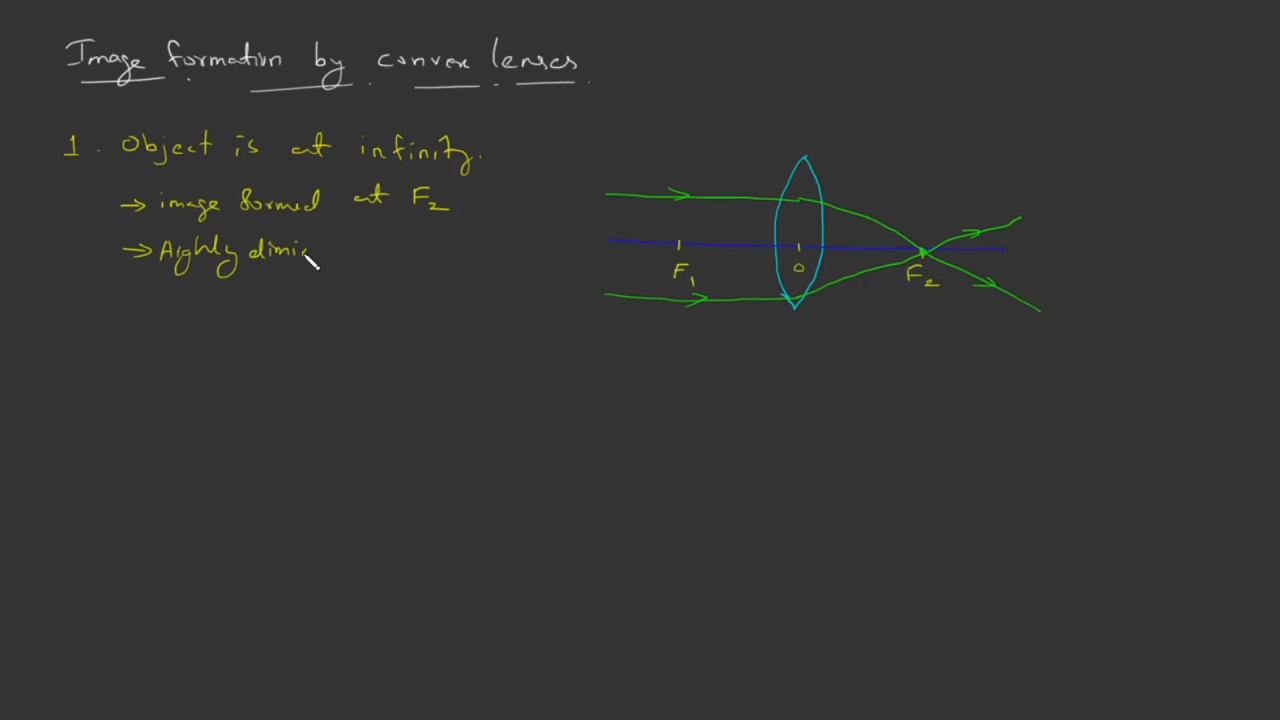 Image formation by convex lenses
1. Object is at infinity.
→ image formed at F₂
→ Highly dimi
F₁
O
F₂